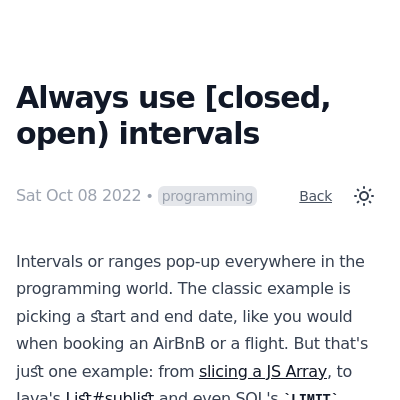 Always use [closed,
open) intervals
Sat Oct 08 2022 • programming Back
Intervals or ranges pop-up everywhere in the
programming world. The classic example is
picking a start and end date, like you would
when booking an AirBnB or a flight. But that's
just one example: from slicing a JS Array, to
Java's List#sublist and even SQL's `LIMIT`